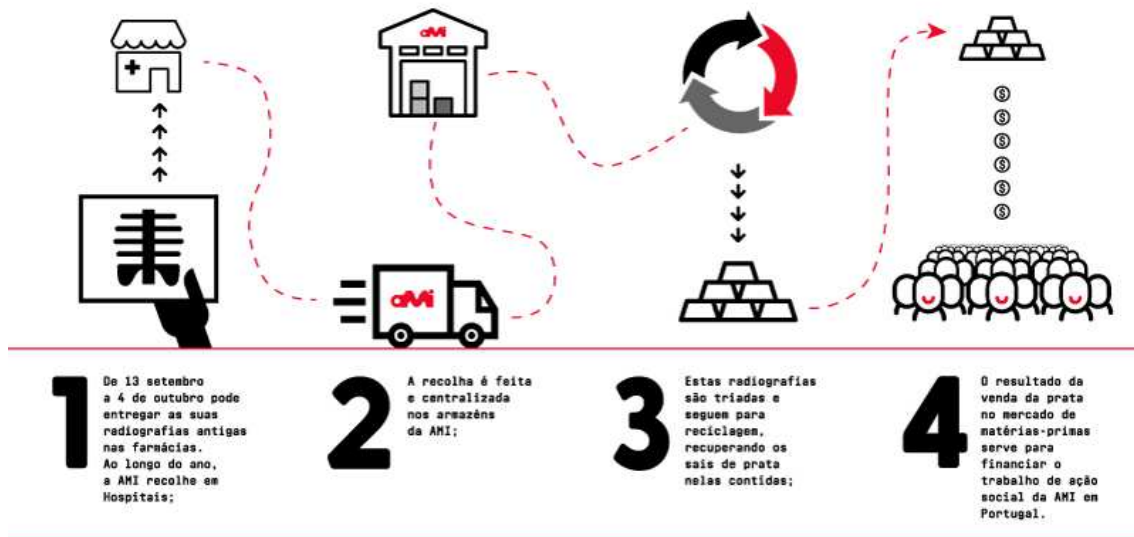 aMi
aMi
1
De 13 setembro
a 4 de outubro pode
entregar as suas
radiografias antigas
nas farmácias.
Ao longo do ano,
a AMI recolhe em
Hospitais;
2
A recolha é feita
e centralizada
nos armazéns
da AMI;
3
Estas radiografias
são triadas e
seguem para
reciclagem,
recuperando os
sais de prata
nelas contidas;
4
O resultado da
venda da prata
no mercado de
matérias-primas
serve para
financiar o
trabalho de ação
social da AMI em
Portugal.